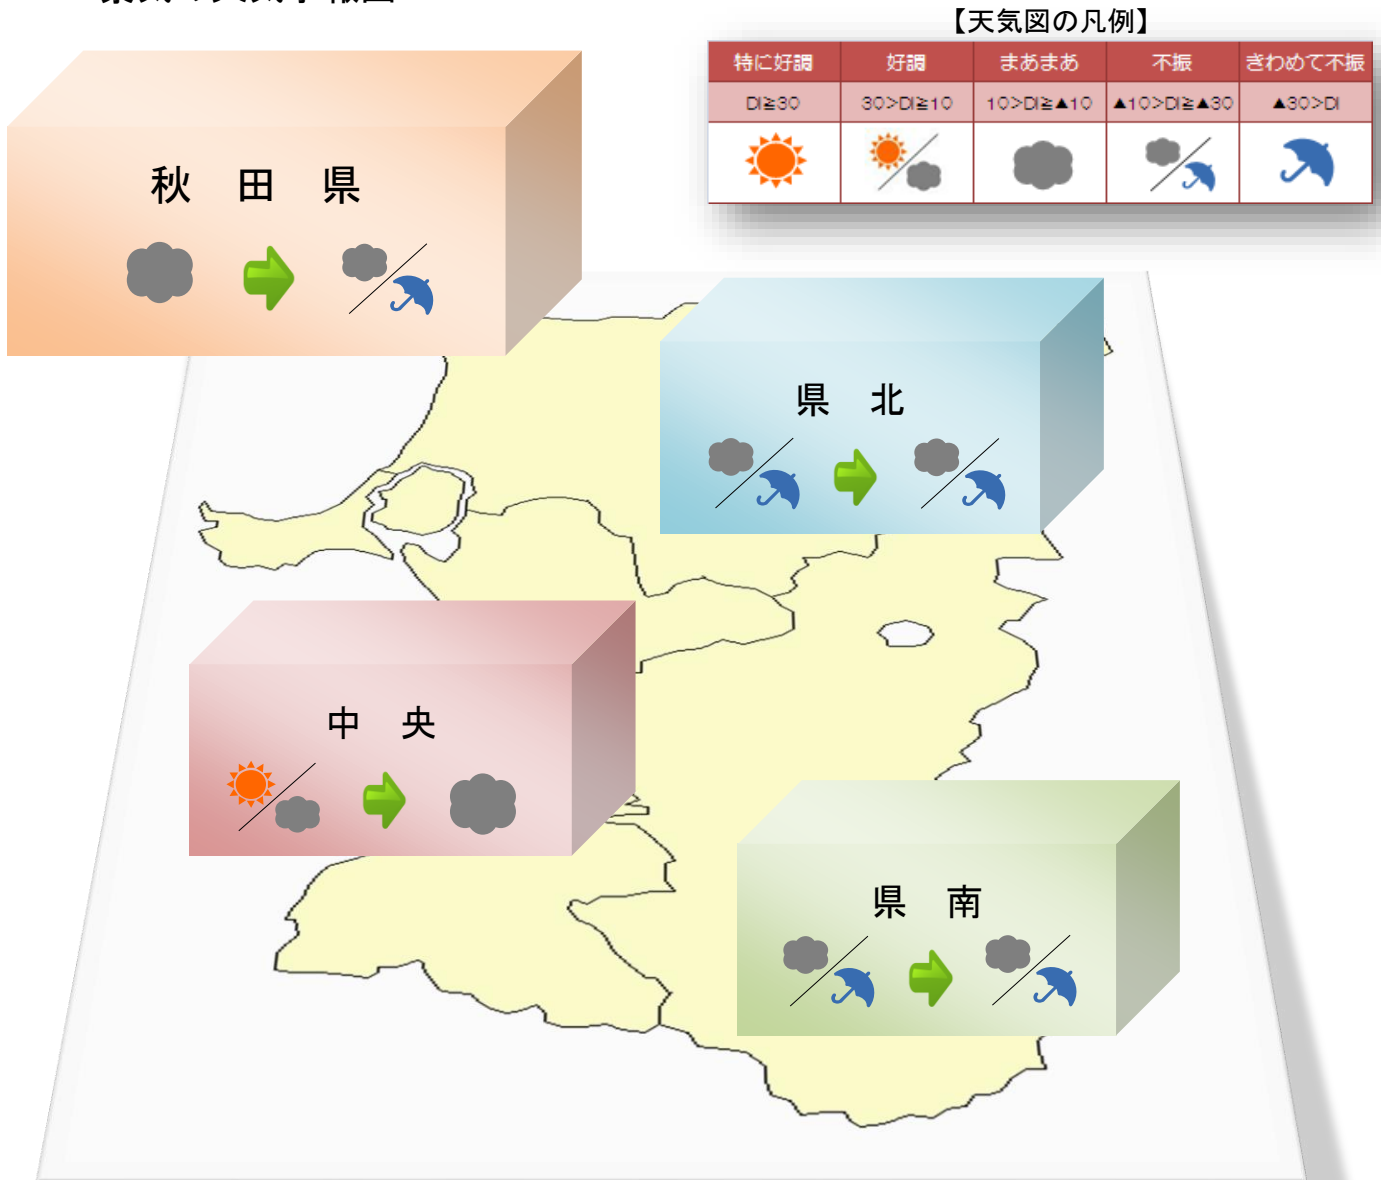 【天気図の凡例】
特に好調 好調 まあまあ 不振 きわめて不振
DI≧30 30>DI≧10 10>DI≧▲10 ▲10>DI≧▲30 ▲30>DI
秋 田 県
県 北
中 央
県 南